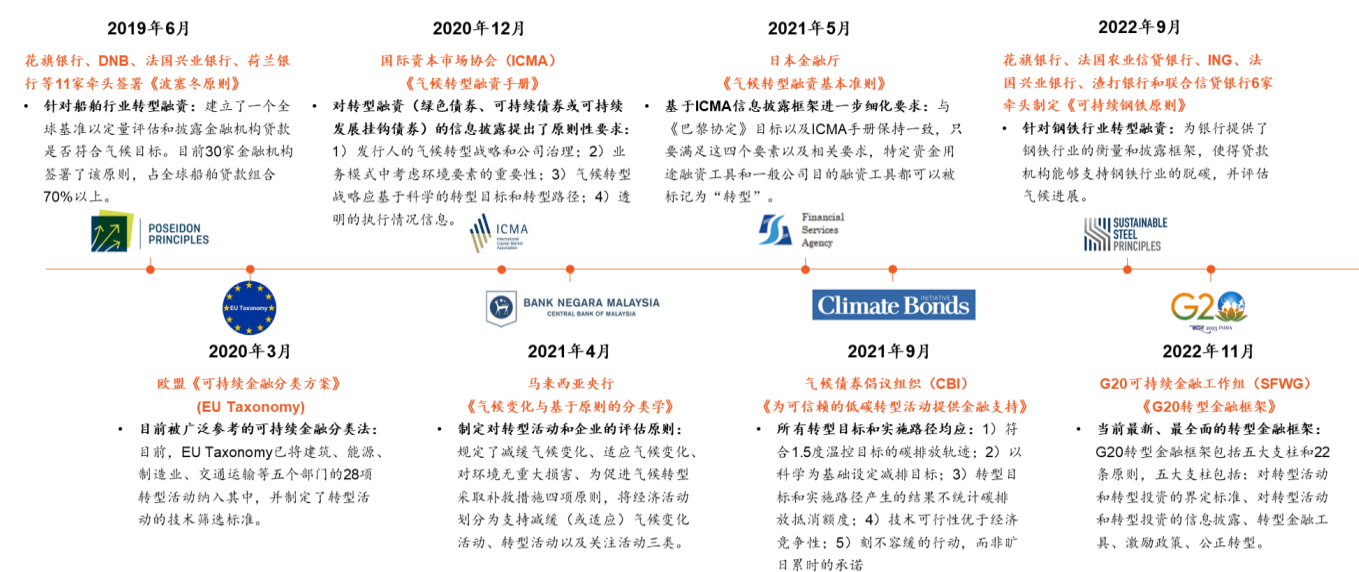 2019年6月
花旗银行、DNB、法国兴业银行、荷兰银
行等11家牵头签署《波塞冬原则》
• 针对船舶行业转型融资：建立了一个全
球基准以定量评估和披露金融机构贷款
是否符合气候目标。目前30家金融机构
签署了该原则，占全球船舶贷款组合
70%以上。
POSEIDON
PRINCIPLES
2020年12月
国际资本市场协会（ICMA）
《气候转型融资手册》
• 对转型融资（绿色债券、可持续债券或可持续
发展挂钩债券）的信息披露提出了原则性要求：
1）发行人的气候转型战略和公司治理；2）业
务模式中考虑环境要素的重要性；3）气候转型
战略应基于科学的转型目标和转型路径；4）透
明的执行情况信息。
ICMA
International
Capital Market
Association
2021年5月
日本金融厅
《气候转型融资基本准则》
• 基于ICMA信息披露框架进一步细化要求：与
《巴黎协定》目标以及ICMA手册保持一致，只
要满足这四个要素以及相关要求，特定资金用
途融资工具和一般公司目的融资工具都可以被
标记为“转型”。
Financial
Services
Agency
2022年9月
花旗银行、法国农业信贷银行、ING、法
国兴业银行、渣打银行和联合信贷银行6家
牵头制定《可持续钢铁原则》
• 针对钢铁行业转型融资：为银行提供了
钢铁行业的衡量和披露框架，使得贷款
机构能够支持钢铁行业的脱碳，并评估
气候进展。
SUSTAINABLE
STEEL
PRINCIPLES
EU Taxonomy
2020年3月
欧盟《可持续金融分类方案》
(EU Taxonomy)
• 目前被广泛参考的可持续金融分类法：
目前，EU Taxonomy已将建筑、能源、
制造业、交通运输等五个部门的28项
转型活动纳入其中，并制定了转型活
动的技术筛选标准。
BANK NEGARA MALAYSIA
CENTRAL BANK OF MALAYSIA
2021年4月
马来西亚央行
《气候变化与基于原则的分类学》
• 制定对转型活动和企业的评估原则：
规定了减缓气候变化、适应气候变化、
对环境无重大损害、为促进气候转型
采取补救措施四项原则，将经济活动
划分为支持减缓（或适应）气候变化
活动、转型活动以及关注活动三类。
Climate Bonds
INITIATIVE
2021年9月
气候债券倡议组织（CBI）
《为可信赖的低碳转型活动提供金融支持》
• 所有转型目标和实施路径均应：1）符
合1.5度温控目标的碳排放轨迹；2）以
科学为基础设定减排目标；3）转型目
标和实施路径产生的结果不统计碳排
放抵消额度；4）技术可行性优于经济
竞争性；5）刻不容缓的行动，而非旷
日累时的承诺
G20
2023 INDIA
2022年11月
G20可持续金融工作组（SFWG）
《G20转型金融框架》
• 当前最新、最全面的转型金融框架：
G20转型金融框架包括五大支柱和22
条原则，五大支柱包括：对转型活动
和转型投资的界定标准、对转型活动
和转型投资的信息披露、转型金融工
具、激励政策、公正转型。